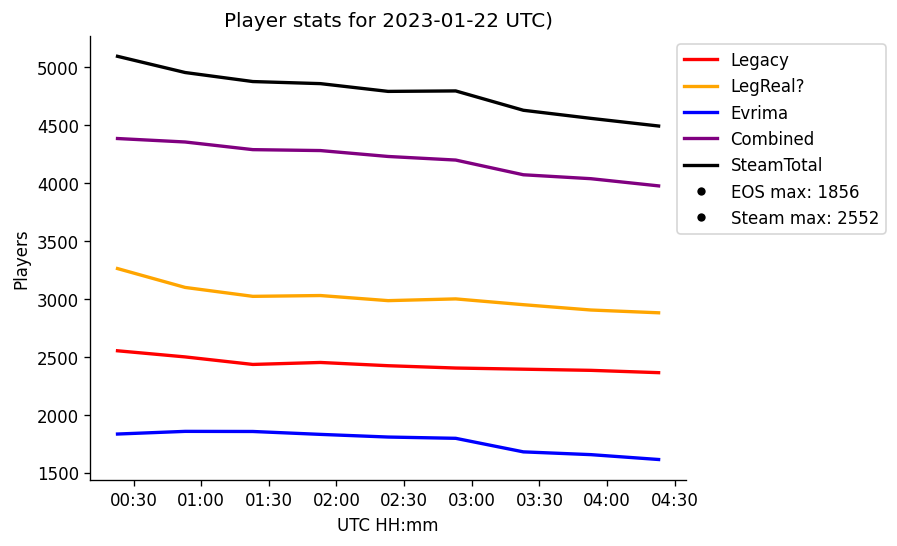 Player stats for 2023-01-22 UTC)
5000
4500
4000
3500
3000
2500
2000
1500
Players
00:30 01:00 01:30 02:00 02:30 03:00 03:30 04:00 04:30
UTC HH:mm
Legacy
LegReal?
Evrima
Combined
SteamTotal
EOS max: 1856
Steam max: 2552